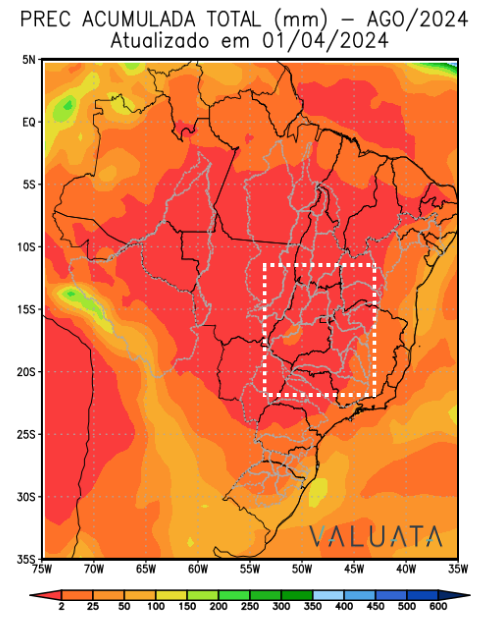 PREC ACUMULADA TOTAL (mm) – AGO/2024
Atualizado em 01/04/2024
5N
EQ
5S
10S
15S
20S
25S
30S
35S
VALUATA
75W 70W 65W 60W 55W 50W 45W 40W 35W
2 25 50 100 150 200 250 300 350 400 450 500 600